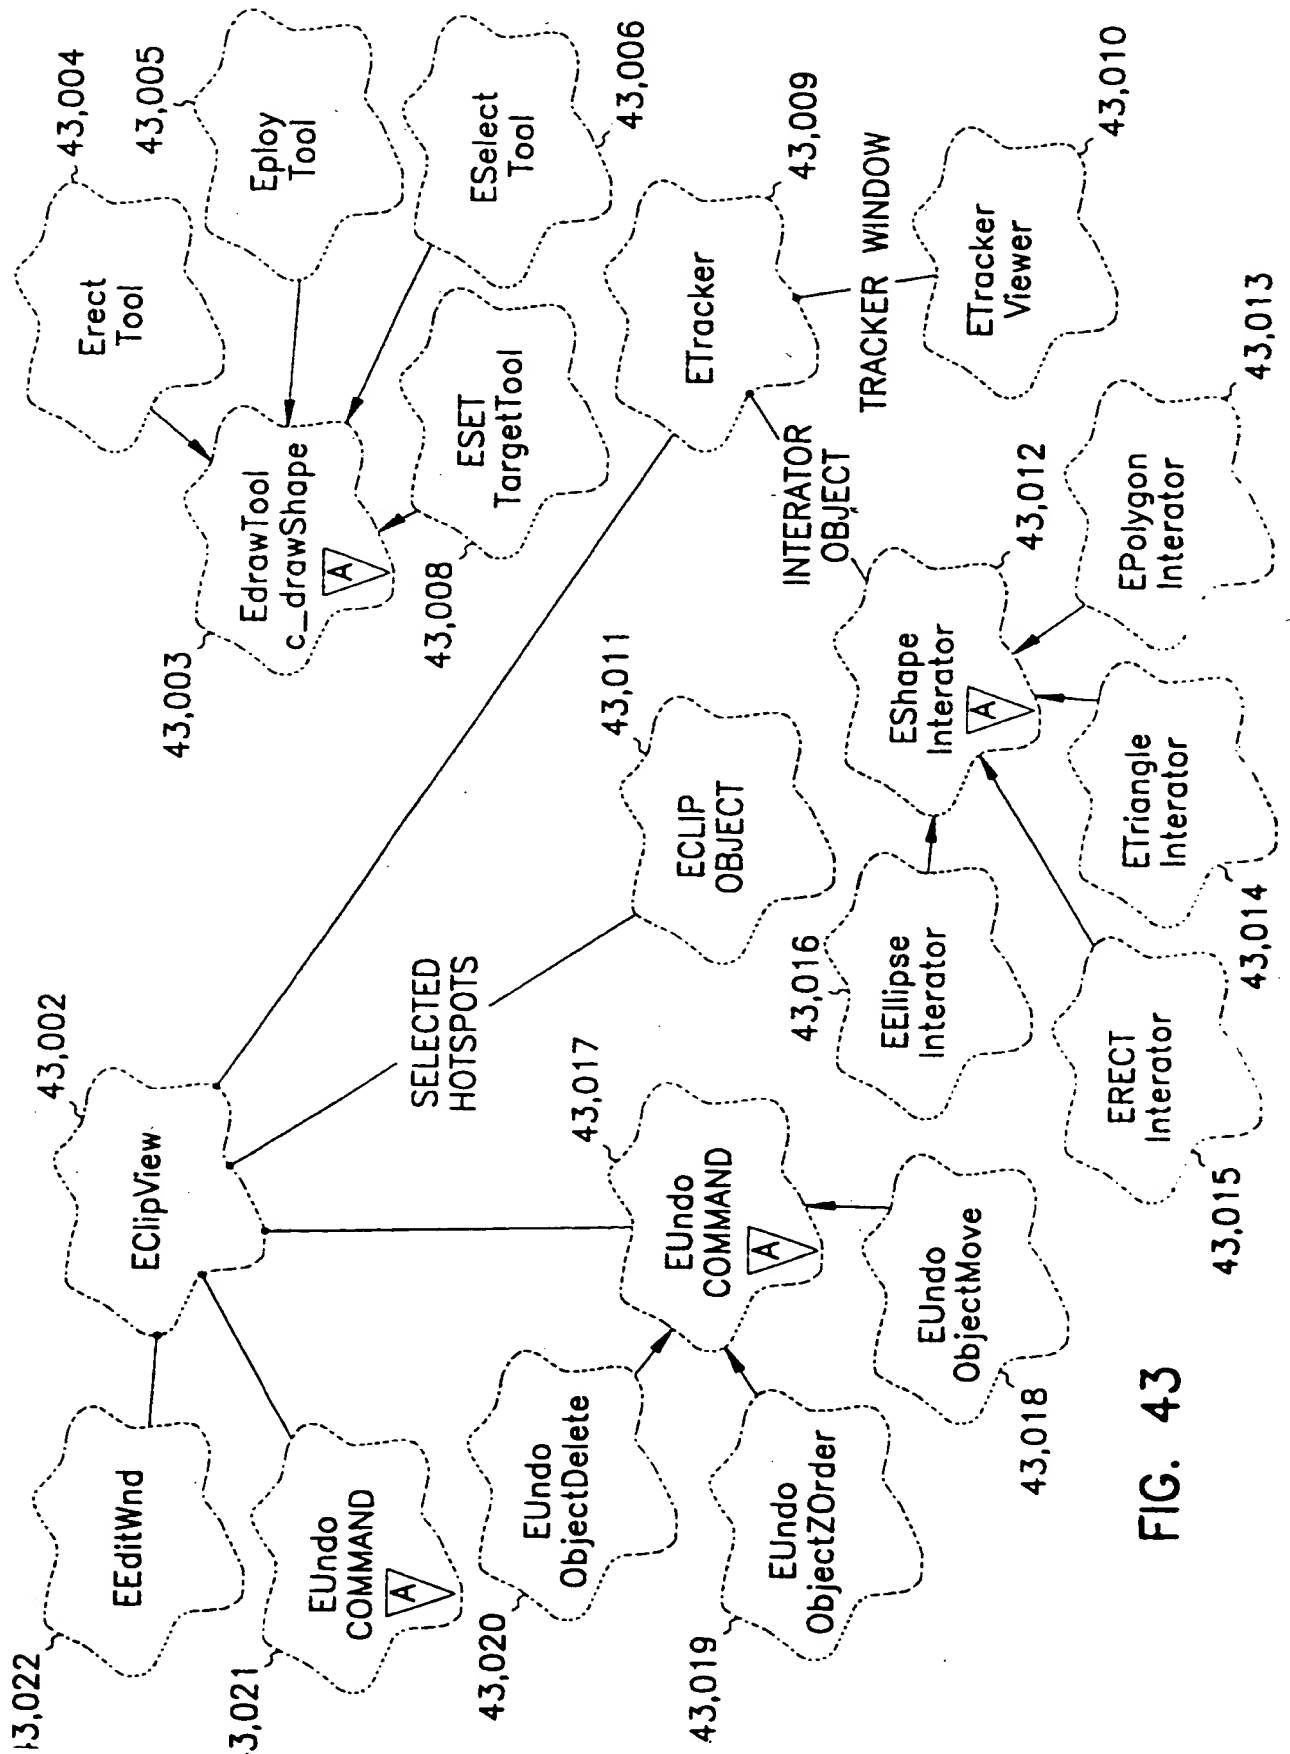 43,022
EEditWnd
43,002
EClipView
43,003
EdrawTool
c_drawShape
A
43,004
Erect
Tool
43,005
Eploy
Tool
3,021
EUndo
COMMAND
A
SELECTED
HOTSPOTS
43,008
ESET
TargetTool
ESelect
Tool
43,006
43,020
EUndo
ObjectDelete
43,017
EUndo
COMMAND
A
43,011
ECLIP
OBJECT
ETracker
43,009
43,019
EUndo
ObjectZOrder
43,016
EEllipse
Interator
INTERATOR
OBJECT
TRACKER WINDOW
EUndo
ObjectMove
43,018
EShape
Interator
A
43,012
ETracker
Viewer
43,010
ERECT
Interator
43,015
ETriangle
Interator
43,014
EPolygon
Interator
43,013
FIG. 43